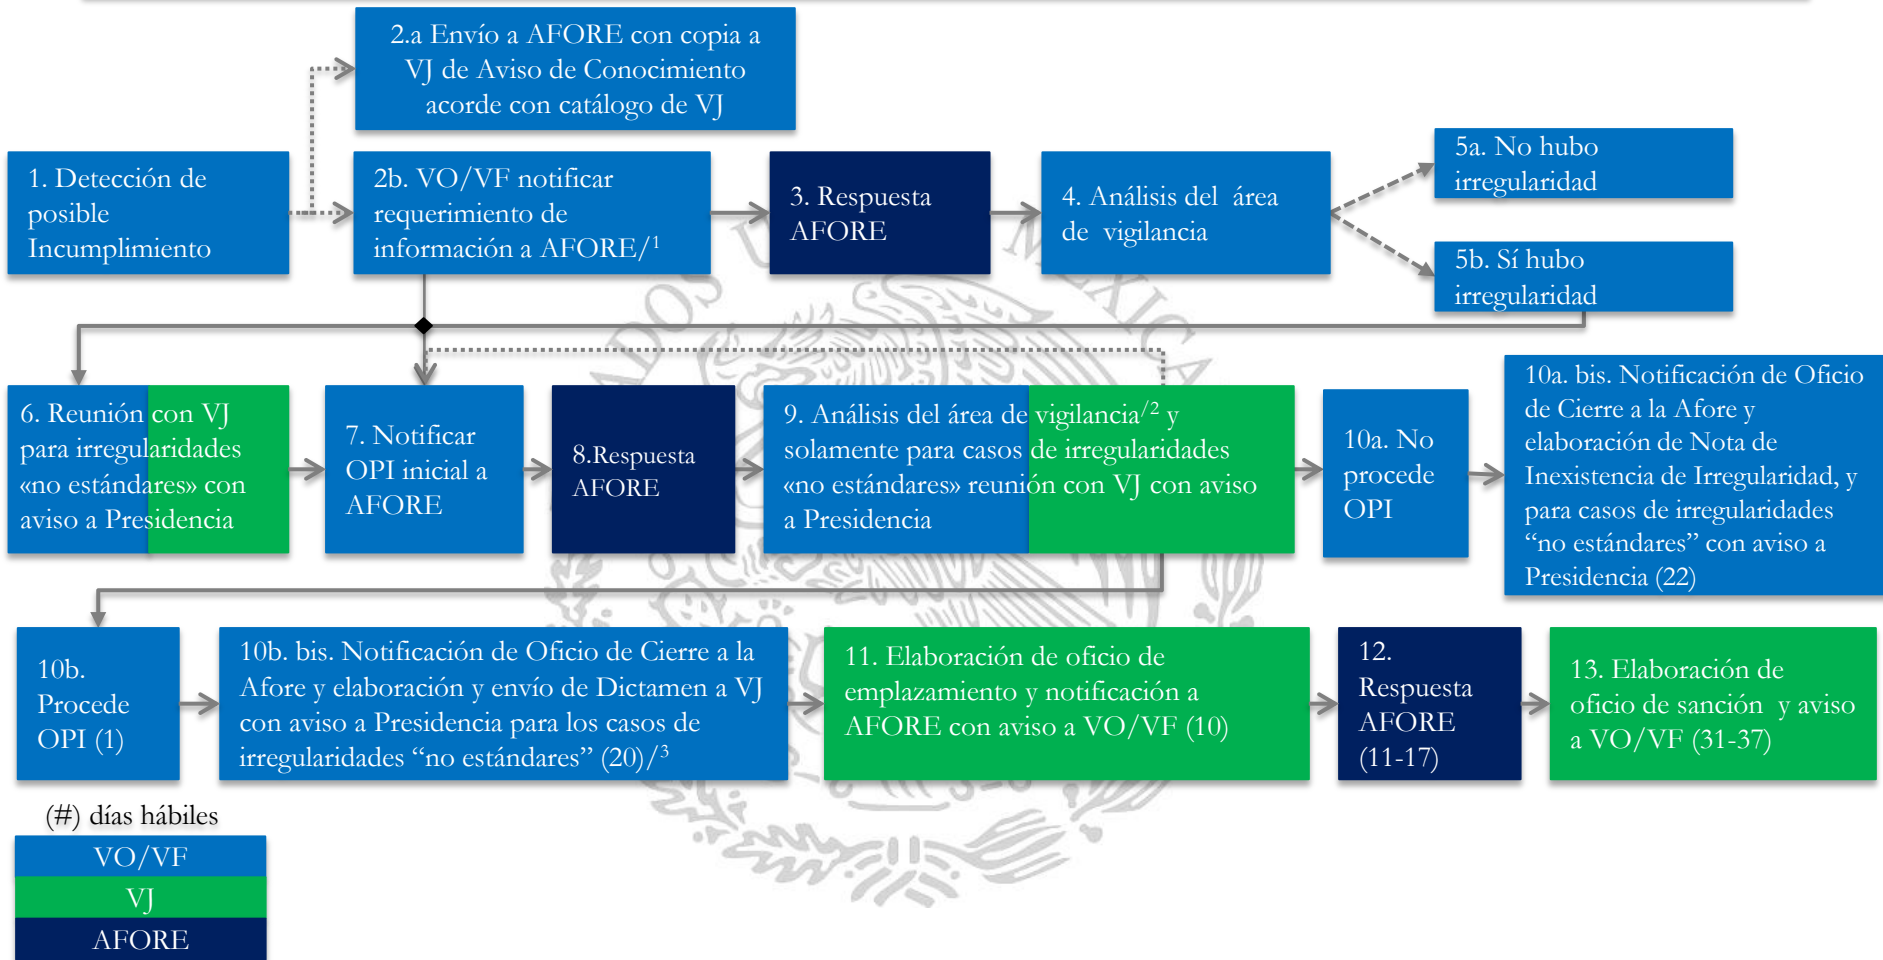 2.a Envío a AFORE con copia a
VJ de Aviso de Conocimiento
acorde con catálogo de VJ
1. Detección de
posible
Incumplimiento
2b. VO/VF notificar
requerimiento de
información a AFORE/1
3. Respuesta
AFORE
4. Análisis del área
de vigilancia
5a. No hubo
irregularidad
5b. Sí hubo
irregularidad
6. Reunión con VJ
para irregularidades
«no estándares» con
aviso a Presidencia
7. Notificar
OPI inicial a
AFORE
8.Respuesta
AFORE
9. Análisis del área de vigilancia/2 y
solamente para casos de irregularidades
«no estándares» reunión con VJ con aviso
a Presidencia
10a. No
procede
OPI
10a. bis. Notificación de Oficio
de Cierre a la Afore y
elaboración de Nota de
Inexistencia de Irregularidad, y
para casos de irregularidades
“no estándares” con aviso a
Presidencia (22)
10b.
Procede
OPI (1)
10b. bis. Notificación de Oficio de Cierre a la
Afore y elaboración y envío de Dictamen a VJ
con aviso a Presidencia para los casos de
irregularidades “no estándares” (20)/3
11. Elaboración de oficio de
emplazamiento y notificación a
AFORE con aviso a VO/VF (10)
12.
Respuesta
AFORE
(11-17)
13. Elaboración de
oficio de sanción y aviso
a VO/VF (31-37)
(#) días hábiles
VO/VF
VJ
AFORE